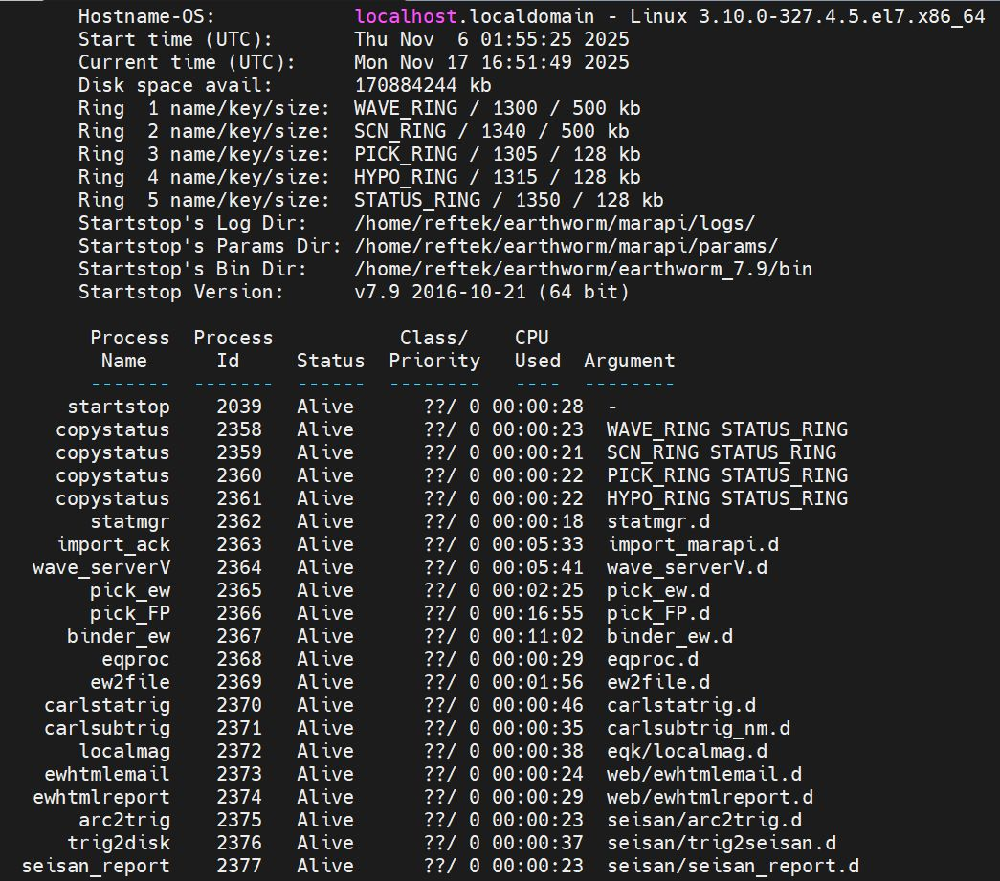 Hostname-OS: localhost.localdomain - Linux 3.10.0-327.4.5.el7.x86_64
Start time (UTC): Thu Nov  6 01:55:25 2025
Current time (UTC): Mon Nov 17 16:51:49 2025
Disk space avail: 170884244 kb
Ring  1 name/key/size: WAVE_RING / 1300 / 500 kb
Ring  2 name/key/size: SCN_RING / 1340 / 500 kb
Ring  3 name/key/size: PICK_RING / 1305 / 128 kb
Ring  4 name/key/size: HYPO_RING / 1315 / 128 kb
Ring  5 name/key/size: STATUS_RING / 1350 / 128 kb
Startstop's Log Dir: /home/reftek/earthworm/marapi/logs/
Startstop's Params Dir: /home/reftek/earthworm/marapi/params/
Startstop's Bin Dir: /home/reftek/earthworm/earthworm_7.9/bin
Startstop Version: v7.9 2016-10-21 (64 bit)
Process Process Class/ CPU
Name Id Status Priority Used Argument
------- ------- ------ -------- ---- --------
startstop 2039 Alive ??/ 0 00:00:28 -
copystatus 2358 Alive ??/ 0 00:00:23 WAVE_RING STATUS_RING
copystatus 2359 Alive ??/ 0 00:00:21 SCN_RING STATUS_RING
copystatus 2360 Alive ??/ 0 00:00:22 PICK_RING STATUS_RING
copystatus 2361 Alive ??/ 0 00:00:22 HYPO_RING STATUS_RING
statmgr 2362 Alive ??/ 0 00:00:18 statmgr.d
import_ack 2363 Alive ??/ 0 00:05:33 import_marapi.d
wave_serverV 2364 Alive ??/ 0 00:05:41 wave_serverV.d
pick_ew 2365 Alive ??/ 0 00:02:25 pick_ew.d
pick_FP 2366 Alive ??/ 0 00:16:55 pick_FP.d
binder_ew 2367 Alive ??/ 0 00:11:02 binder_ew.d
eqproc 2368 Alive ??/ 0 00:00:29 eqproc.d
ew2file 2369 Alive ??/ 0 00:01:56 ew2file.d
carlstatrig 2370 Alive ??/ 0 00:00:46 carlstatrig.d
carlsubtrig 2371 Alive ??/ 0 00:00:35 carlsubtrig_nm.d
localmag 2372 Alive ??/ 0 00:00:38 eqk/localmag.d
ewhtmlemail 2373 Alive ??/ 0 00:00:24 web/ewhtmlemail.d
ewhtmlreport 2374 Alive ??/ 0 00:00:29 web/ewhtmlreport.d
arc2trig 2375 Alive ??/ 0 00:00:23 seisan/arc2trig.d
trig2disk 2376 Alive ??/ 0 00:00:37 seisan/trig2seisan.d
seisan_report 2377 Alive ??/ 0 00:00:23 seisan/seisan_report.d